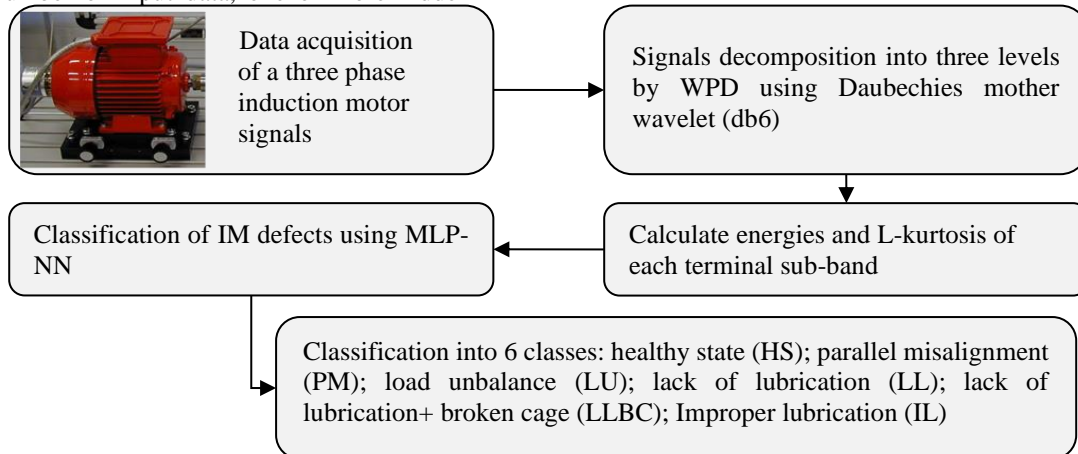 Data acquisition
of a three phase
induction motor
signals
Signals decomposition into three levels
by WPD using Daubechies mother
wavelet (db6)
Classification of IM defects using MLP-
NN
Calculate energies and L-kurtosis of
each terminal sub-band
Classification into 6 classes: healthy state (HS); parallel misalignment
(PM); load unbalance (LU); lack of lubrication (LL); lack of
lubrication+ broken cage (LLBC); Improper lubrication (IL)